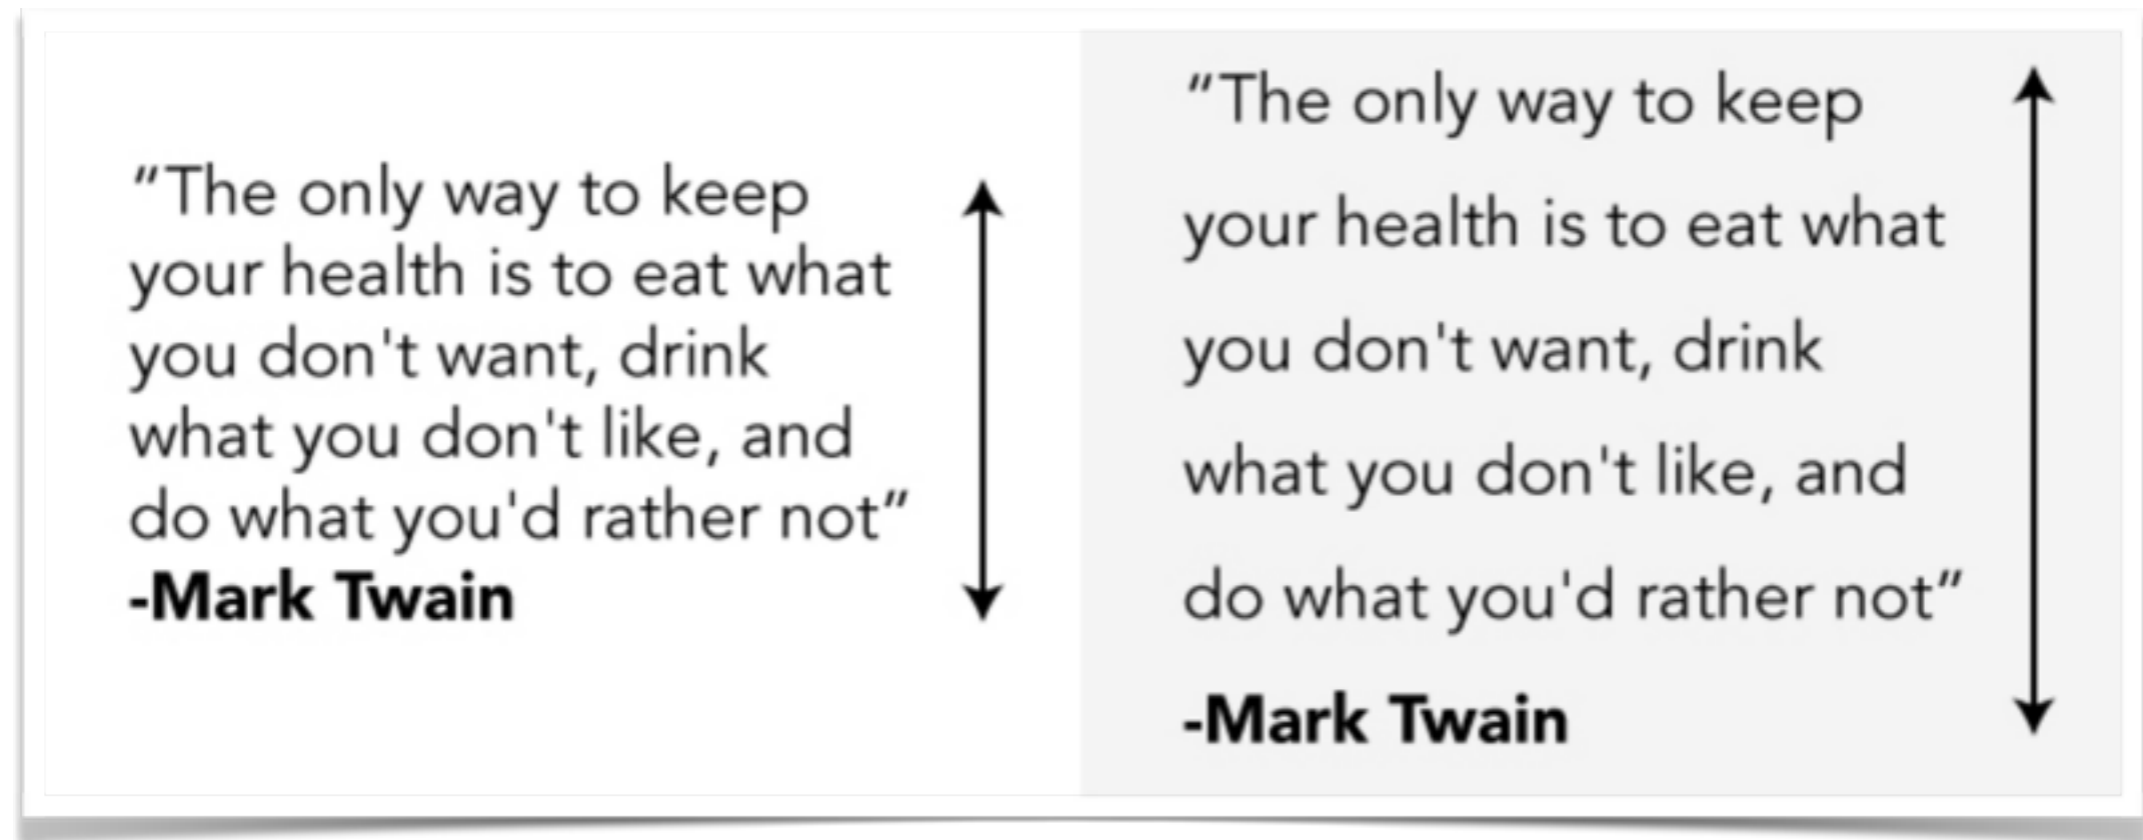 “The only way to keep
your health is to eat what
you don't want, drink
what you don't like, and
do what you'd rather not”
-Mark Twain
“The only way to keep
your health is to eat what
you don't want, drink
what you don't like, and
do what you'd rather not”
-Mark Twain